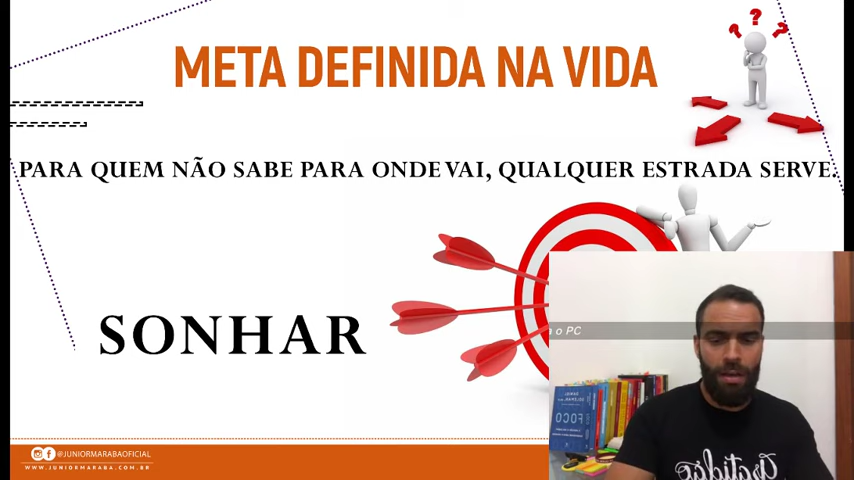 META DEFINIDA NA VIDA
PARA QUEM NÃO SABE PARA ONDE VAI, QUALQUER ESTRADA SERVE.
SONHAR
o PC
FOCO
Gratidão
@JUNIORMARABAOFICIAL
WWW.JUNIORMARABA.COM.BR